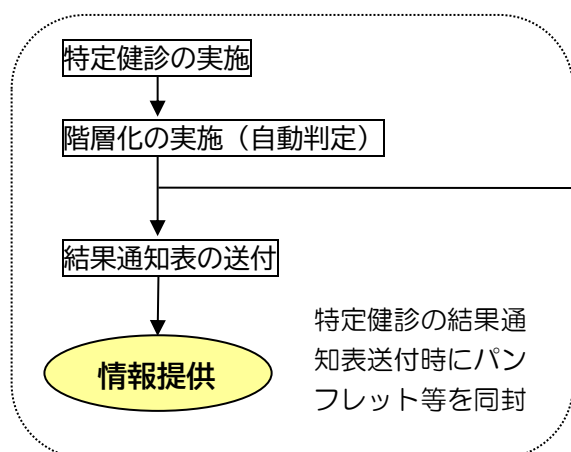 特定健診の実施
階層化の実施（自動判定）
結果通知表の送付
情報提供
特定健診の結果通
知表送付時にパン
フレット等を同封